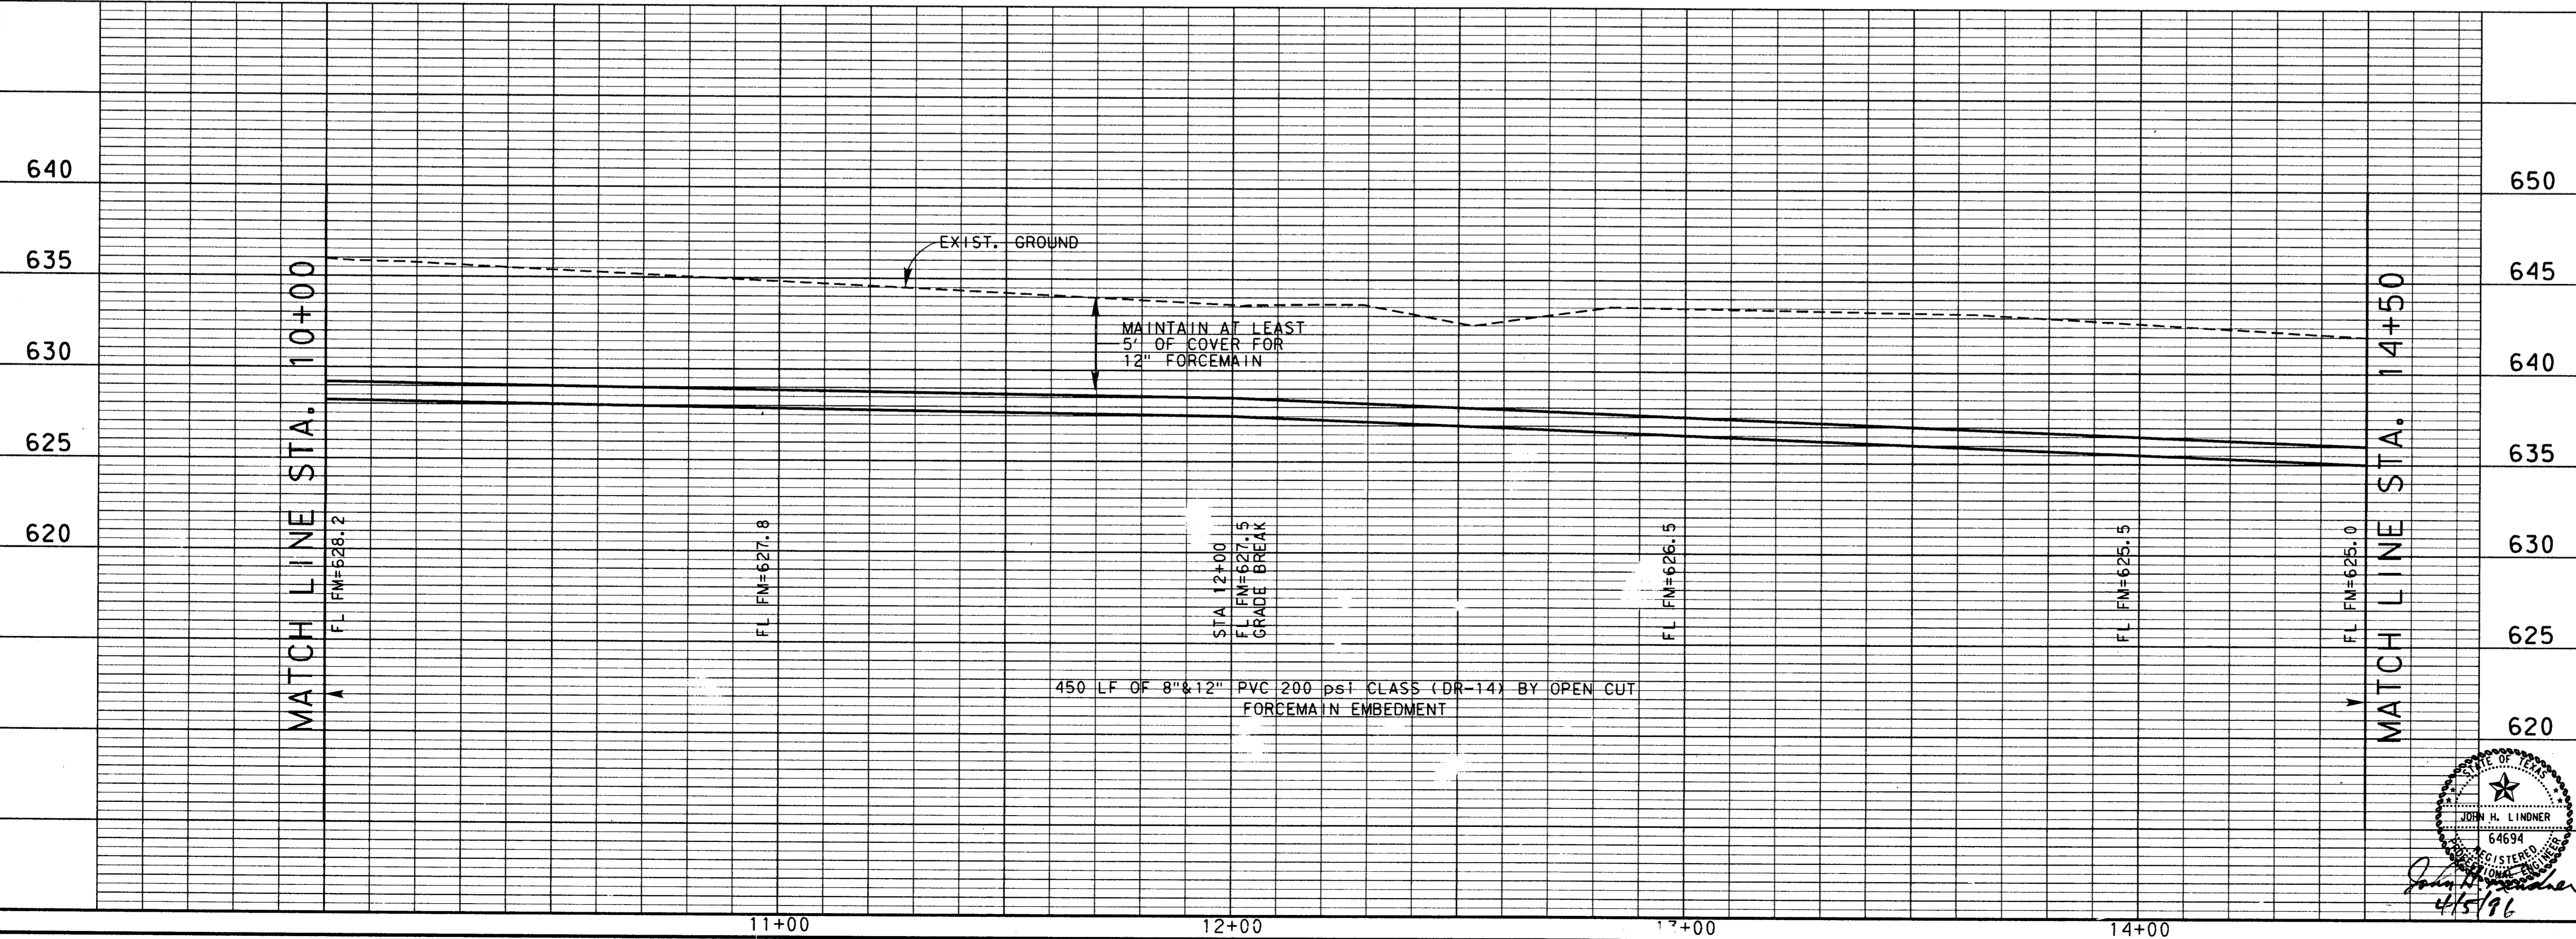 640
635
630
625
620
650
645
640
635
630
625
620
MATCH LINE STA. 10+00
EXIST. GROUND
MAINTAIN AT LEAST
5' OF COVER FOR
12" FORCEMAIN
FL FM=628.2
FL FM=627.8
STA 12+00
FL FM=627.5
GRADE BREAK
FL FM=626.5
FL FM=625.5
FL FM=625.0
MATCH LINE STA. 14+50
450 LF OF 8"&12" PVC 200 psi CLASS (DR-14) BY OPEN CUT
FORCEMAIN EMBEDMENT
STATE OF TEXAS
JOHN H. LINDNER
64694
REGISTERED
PROFESSIONAL ENGINEER
John H. Lindner
4/5/96
11+00
12+00
+00
14+00